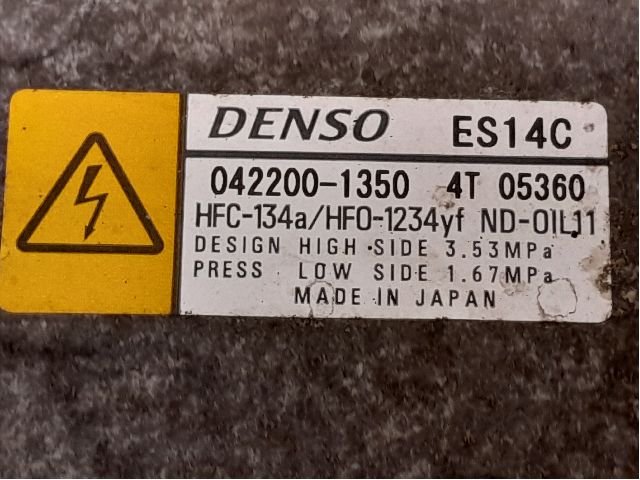 DENSO ES14C
042200-1350 4T 05360
HFC-134a/HFO-1234yf ND-OIL11
DESIGN HIGH SIDE 3.53MPa
PRESS LOW SIDE 1.67MPa
MADE IN JAPAN